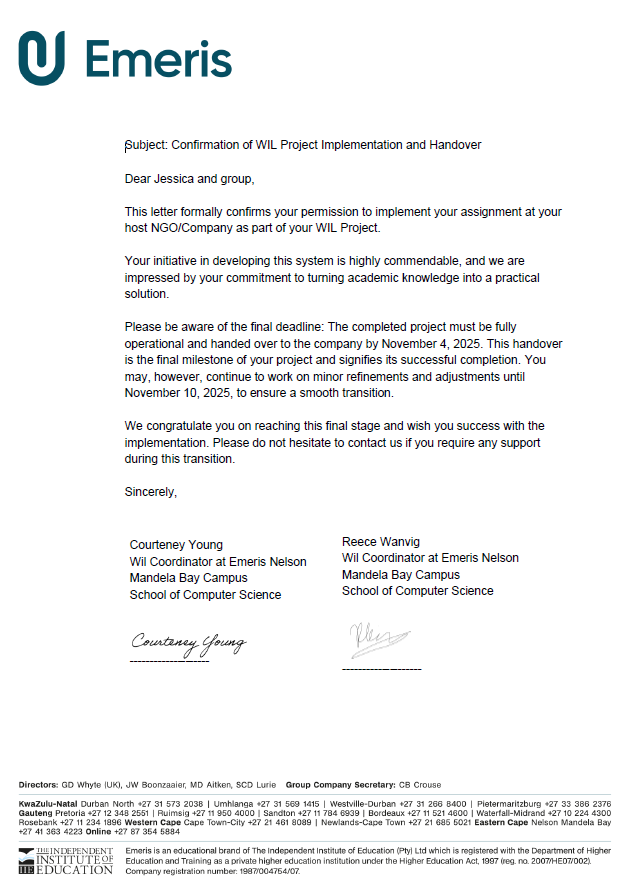 Emeris
Subject: Confirmation of WIL Project Implementation and Handover
Dear Jessica and group,
This letter formally confirms your permission to implement your assignment at your
host NGO/Company as part of your WIL Project.
Your initiative in developing this system is highly commendable, and we are
impressed by your commitment to turning academic knowledge into a practical
solution.
Please be aware of the final deadline: The completed project must be fully
operational and handed over to the company by November 4, 2025. This handover
is the final milestone of your project and signifies its successful completion. You
may, however, continue to work on minor refinements and adjustments until
November 10, 2025, to ensure a smooth transition.
We congratulate you on reaching this final stage and wish you success with the
implementation. Please do not hesitate to contact us if you require any support
during this transition.
Sincerely,
Courteney Young
Wil Coordinator at Emeris Nelson
Mandela Bay Campus
School of Computer Science
Courteney Young
Reece Wanvig
Wil Coordinator at Emeris Nelson
Mandela Bay Campus
School of Computer Science
Directors: GD Whyte (UK), JW Boonzaaier, MD Aitken, SCD Lurie Group Company Secretary: CB Crouse
KwaZulu-Natal Durban North +27 31 573 2038 | Umhlanga +27 31 569 1415 | Westville-Durban +27 31 266 8400 | Pietermaritzburg +27 33 386 2376
Gauteng Pretoria +27 12 348 2551 | Ruimsig +27 11 950 4000 | Sandton +27 11 784 6939 | Bordeaux +27 11 521 4600 | Waterfall-Midrand +27 10 224 4300
Rosebank +27 11 234 1896 Western Cape Cape Town-City +27 21 461 8089 | Newlands-Cape Town +27 21 685 5021 Eastern Cape Nelson Mandela Bay
+27 41 363 4223 Online +27 87 354 5884
THE INDEPENDENT
INSTITUTE OF
THE EDUCATION
Emeris is an educational brand of The Independent Institute of Education (Pty) Ltd which is registered with the Department of Higher
Education and Training as a private higher education institution under the Higher Education Act, 1997 (reg. no. 2007/HE07/002).
Company registration number: 1987/004754/07.